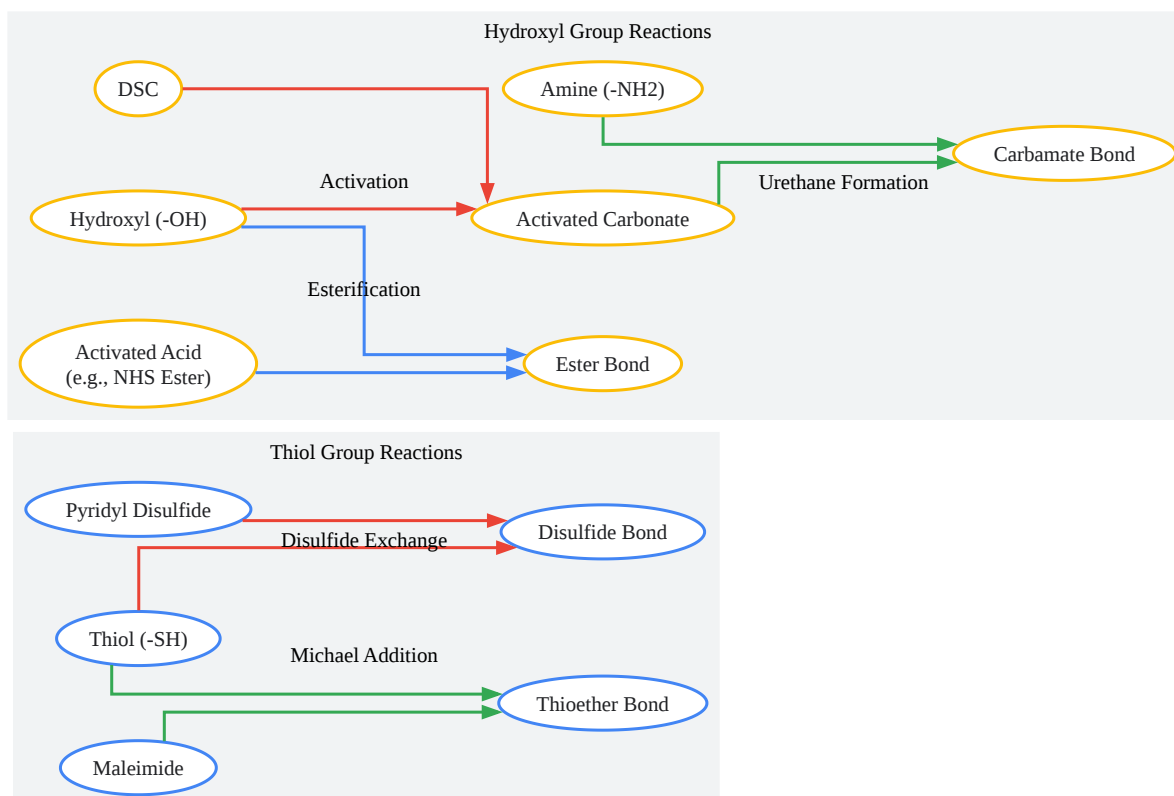 Hydroxyl Group Reactions
DSC
Amine (-NH2)
Carbamate Bond
Activation
Urethane Formation
Hydroxyl (-OH)
Activated Carbonate
Esterification
Activated Acid
(e.g., NHS Ester)
Ester Bond
Thiol Group Reactions
Pyridyl Disulfide
Disulfide Bond
Disulfide Exchange
Thiol (-SH)
Michael Addition
Thioether Bond
Maleimide